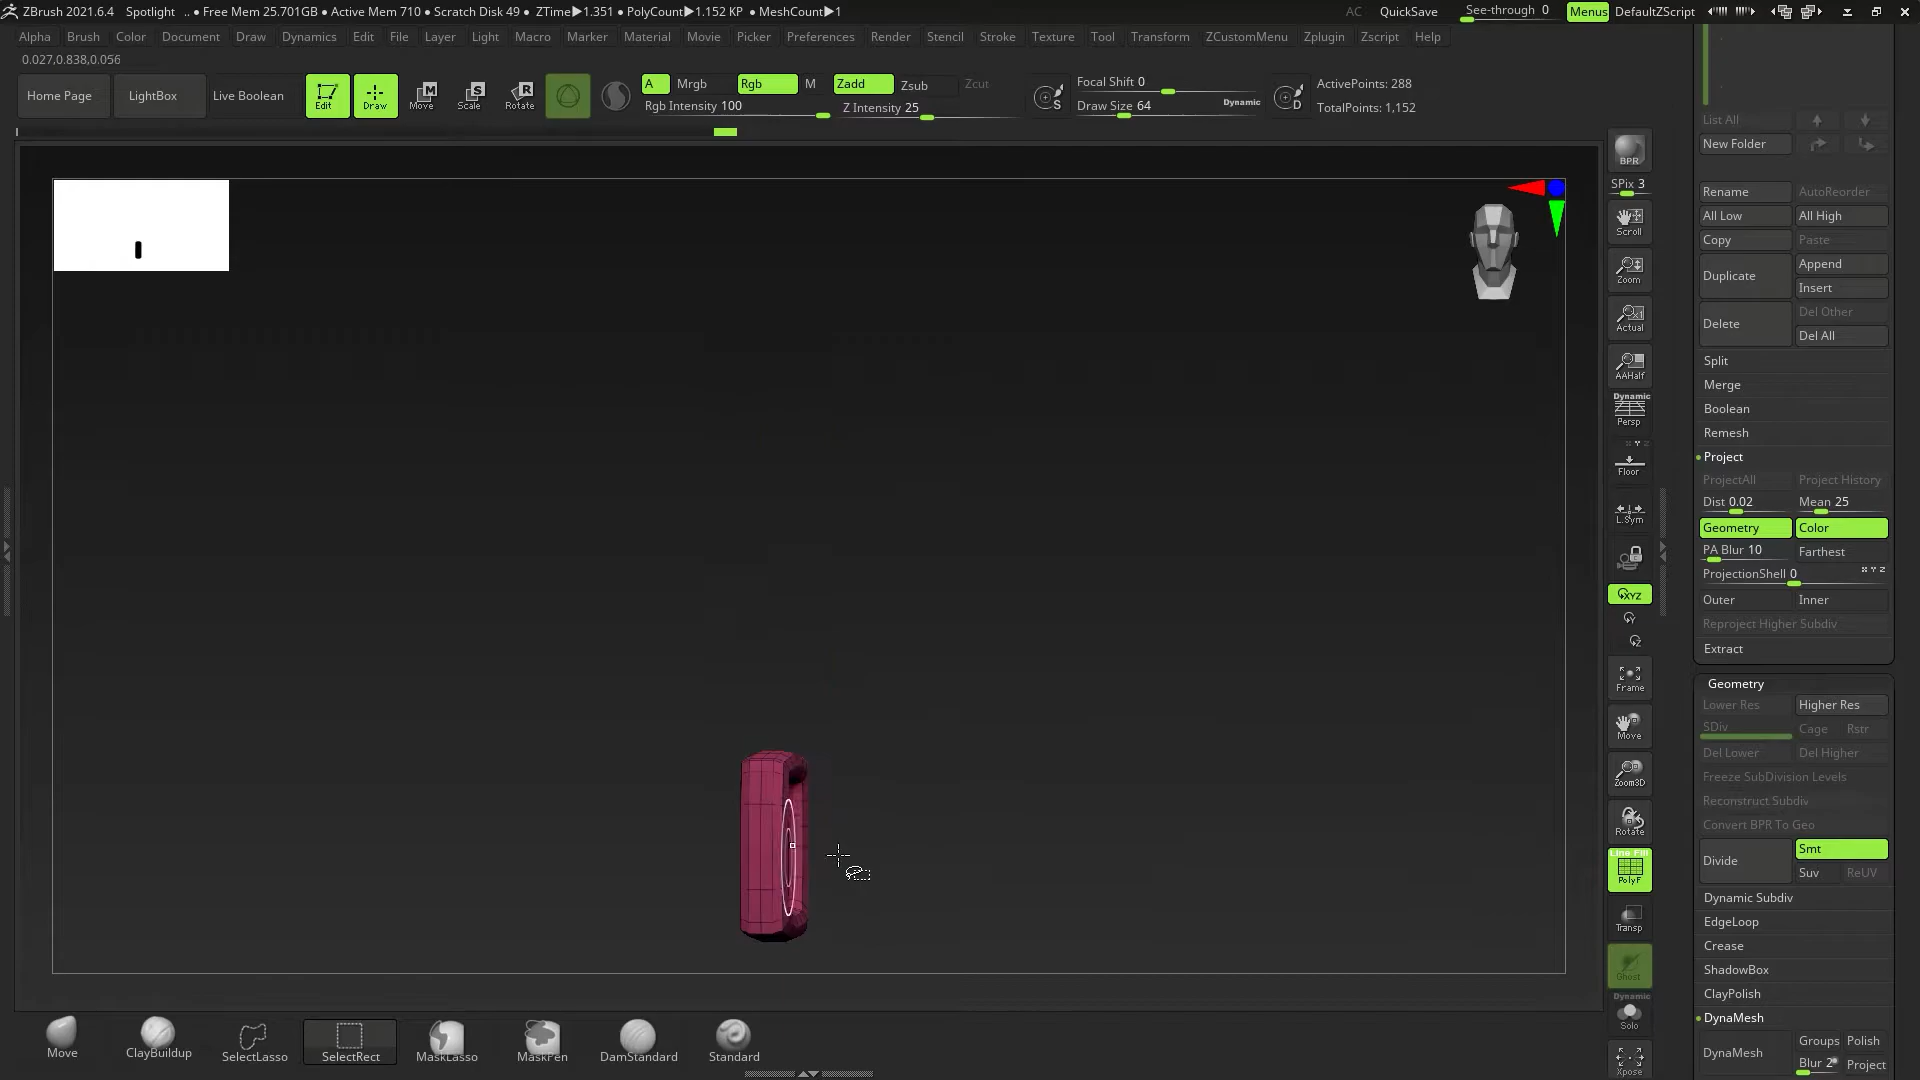 ZBrush 2021.6.4 Spotlight .. ● Free Mem 25.701GB ● Active Mem 710 ● Scratch Disk 49 ● ZTime▶1.351 ● PolyCount▶1.152 KP ● MeshCount▶1
AC QuickSave See-through 0 Menus DefaultZScript
Alpha Brush Color Document Draw Dynamics Edit File Layer Light Macro Marker Material Movie Picker Preferences Render Stencil Stroke Texture Tool Transform ZCustomMenu Zplugin Zscript Help
0.027,0.838,0.056
Home Page LightBox Live Boolean Edit Draw Move Scale Rotate
A Mrgb Rgb M Zadd Zsub Zcut
Rgb Intensity 100 Z Intensity 25
Focal Shift 0
Draw Size 64 Dynamic
ActivePoints: 288
TotalPoints: 1,152
BPR
SPix 3
Scroll
Zoom
Actual
AAHalf
Dynamic
Persp
Floor
L.Sym
XYZ
Y
Z
Frame
Move
Zoom3D
Rotate
Line Fill
PolyF
Transp
Ghost
Dynamic
Solo
Xpose
List All
New Folder
Rename AutoReorder
All Low All High
Copy Paste
Duplicate Append
Insert
Delete Del Other
Del All
Split
Merge
Boolean
Remesh
Project
ProjectAll Project History
Dist 0.02 Mean 25
Geometry Color
PA Blur 10 Farthest
ProjectionShell 0 X Y Z
Outer Inner
Reproject Higher Subdiv
Extract
Geometry
Lower Res Higher Res
SDiv Cage Rstr
Del Lower Del Higher
Freeze SubDivision Levels
Reconstruct Subdiv
Convert BPR To Geo
Divide Smt
Suv ReUV
Dynamic Subdiv
EdgeLoop
Crease
ShadowBox
ClayPolish
DynaMesh
DynaMesh Groups Polish
Blur 2 Project
Move ClayBuildup SelectLasso SelectRect MaskLasso MaskPen DamStandard Standard